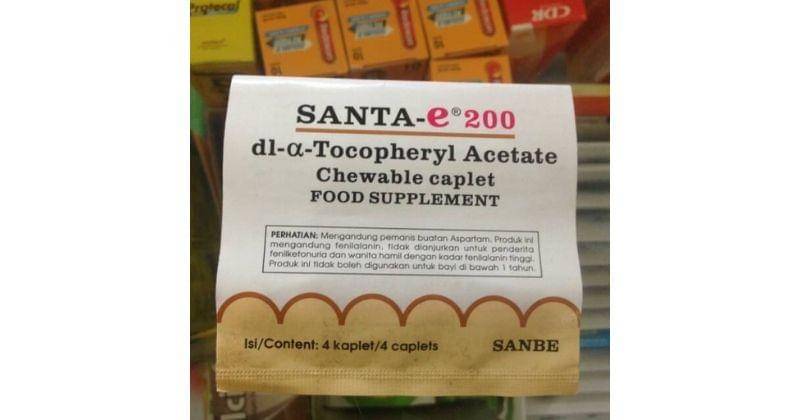 Protecal
CDR
SANTA-e® 200
dl-α-Tocopheryl Acetate
Chewable caplet
FOOD SUPPLEMENT
PERHATIAN: Mengandung pemanis buatan Aspartam. Produk ini
mengandung fenilalanin, tidak dianjurkan untuk penderita
fenilketonuria dan wanita hamil dengan kadar fenilalanin tinggi.
Produk ini tidak boleh digunakan untuk bayi di bawah 1 tahun.
Isi/Content: 4 kaplet/4 caplets
SANBE